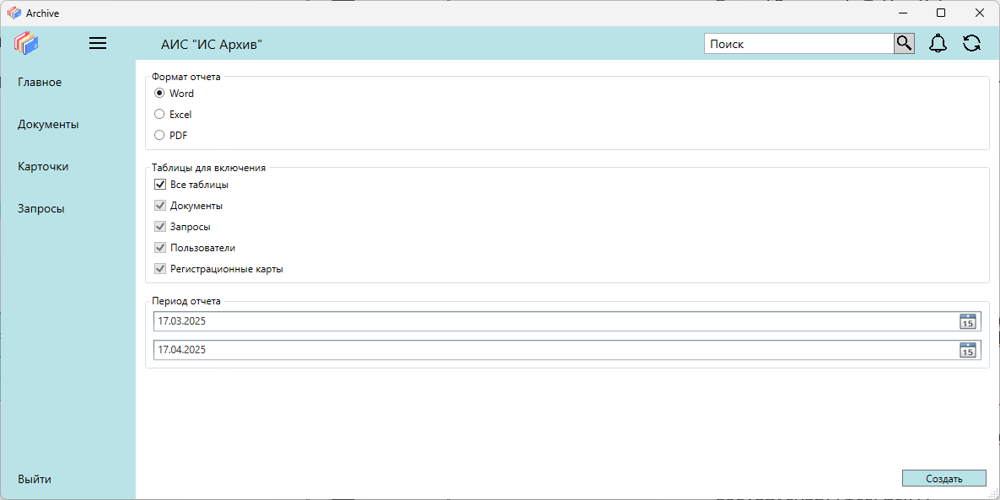 Archive
АИС "ИС Архив"
Поиск
Главное
Документы
Карточки
Запросы
Выйти
Формат отчета
Word
Excel
PDF
Таблицы для включения
Все таблицы
Документы
Запросы
Пользователи
Регистрационные карты
Период отчета
17.03.2025
15
17.04.2025
15
Создать